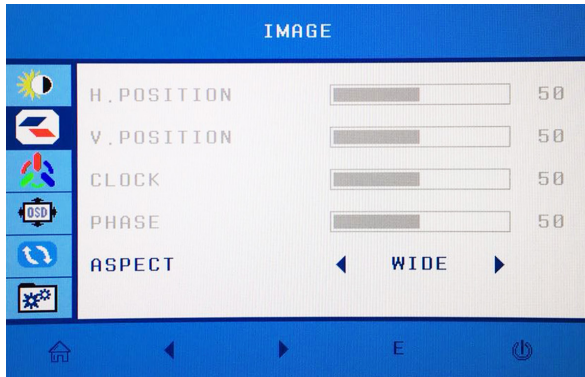 IMAGE
H.POSITION 50
V.POSITION 50
CLOCK 50
PHASE 50
OSD
ASPECT WIDE
E